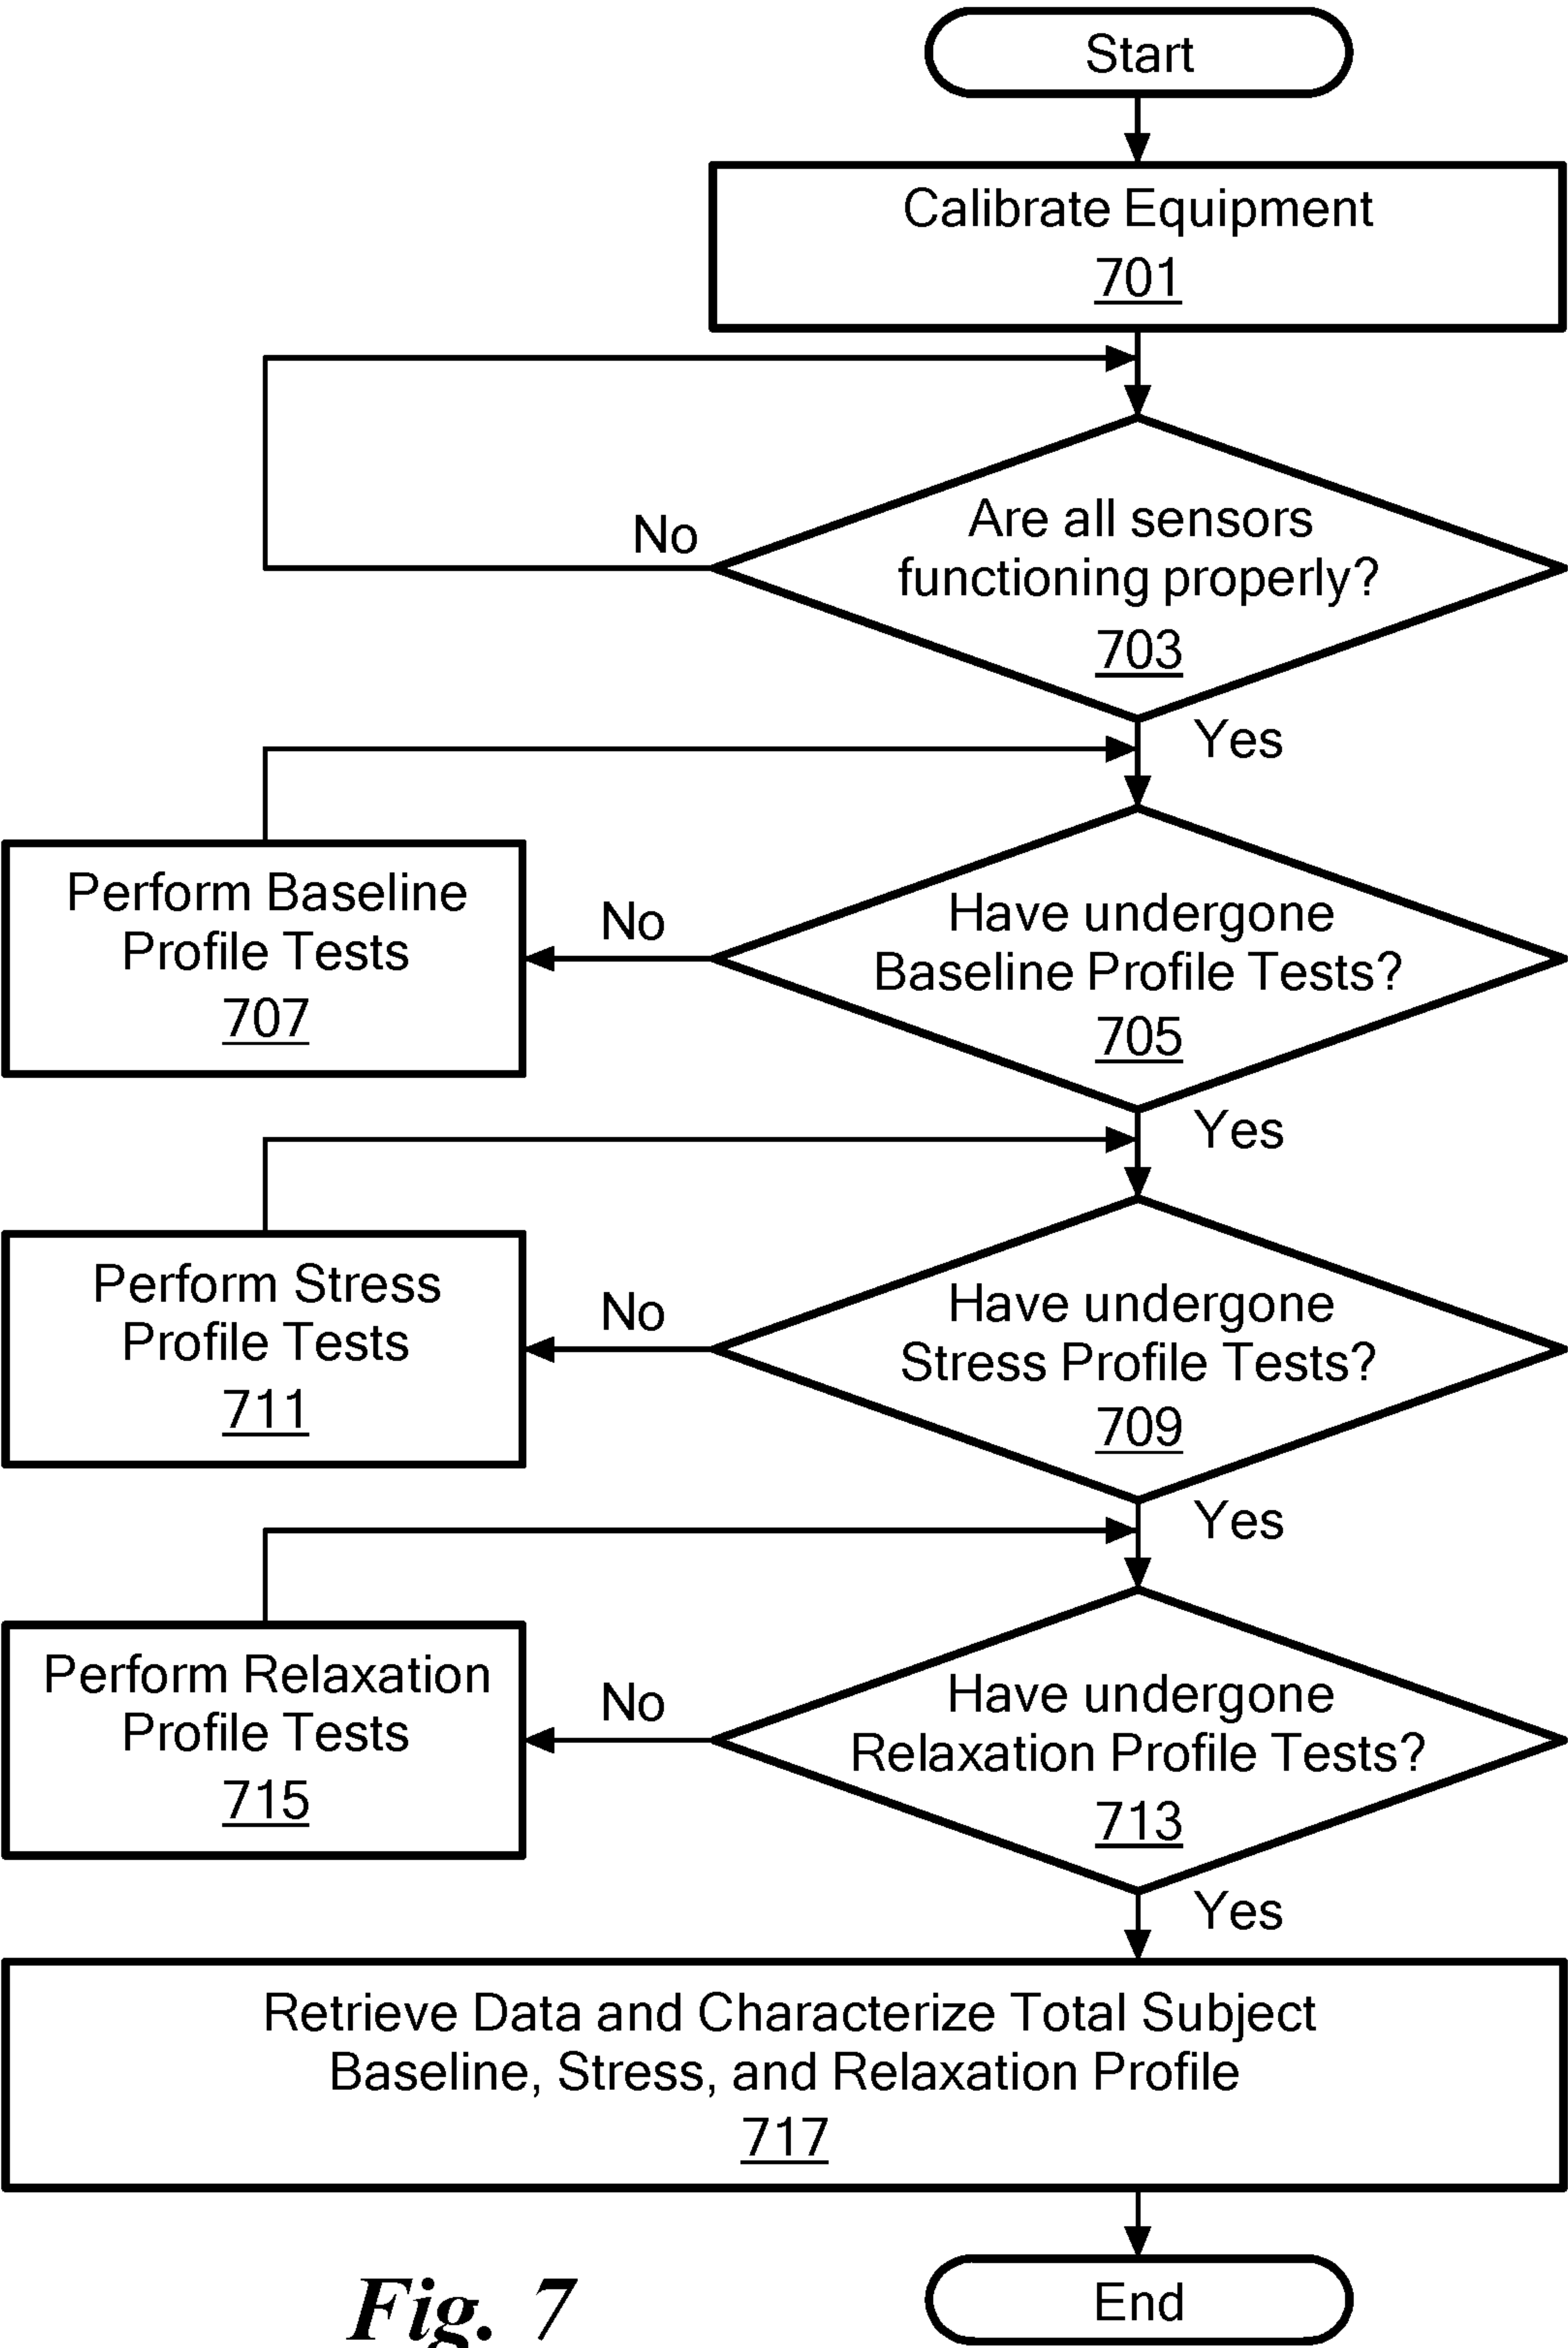 Start
Calibrate Equipment
701
Are all sensors
functioning properly?
703
No
Yes
Have undergone
Baseline Profile Tests?
705
No
Perform Baseline
Profile Tests
707
Yes
Have undergone
Stress Profile Tests?
709
No
Perform Stress
Profile Tests
711
Yes
Have undergone
Relaxation Profile Tests?
713
No
Perform Relaxation
Profile Tests
715
Yes
Retrieve Data and Characterize Total Subject
Baseline, Stress, and Relaxation Profile
717
End
Fig. 7